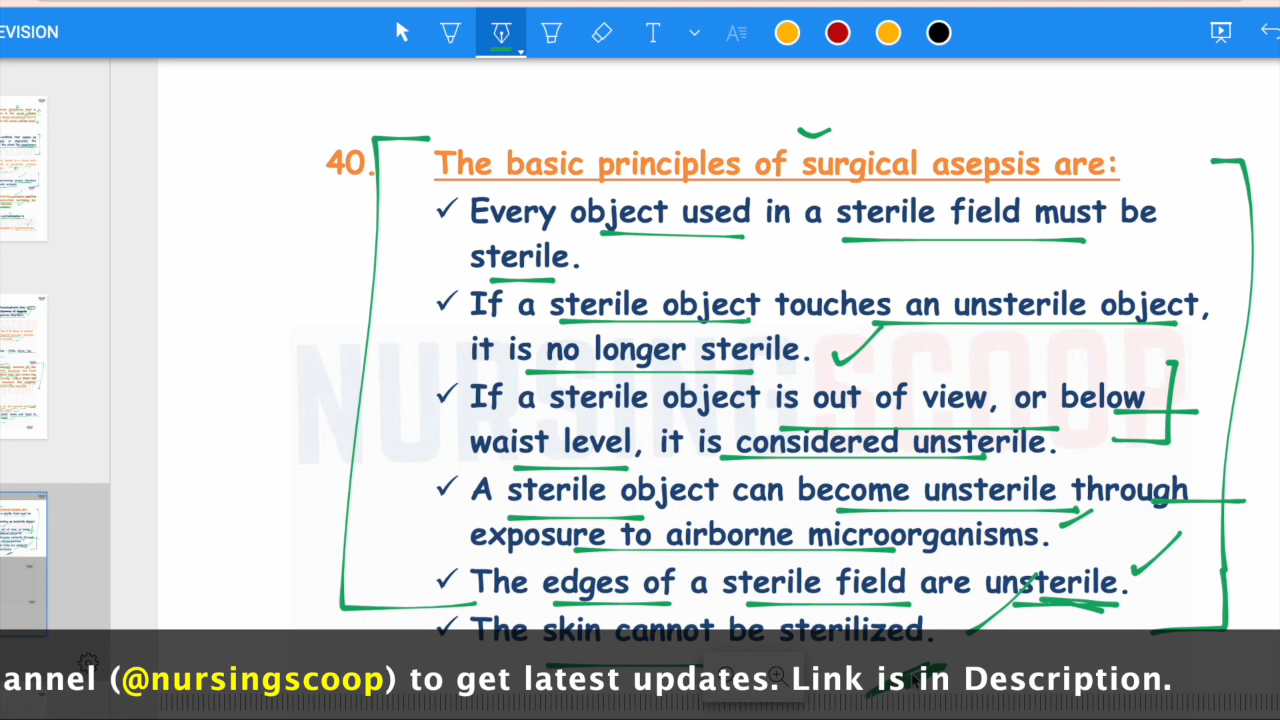 EVISION
T
40. The basic principles of surgical asepsis are:
✓ Every object used in a sterile field must be
sterile.
✓ If a sterile object touches an unsterile object,
it is no longer sterile.
✓ If a sterile object is out of view, or below
waist level, it is considered unsterile.
✓ A sterile object can become unsterile through
exposure to airborne microorganisms.
✓ The edges of a sterile field are unsterile.
✓ The skin cannot be sterilized.
NURSING SCOOP
annel (@nursingscoop) to get latest updates. Link is in Description.